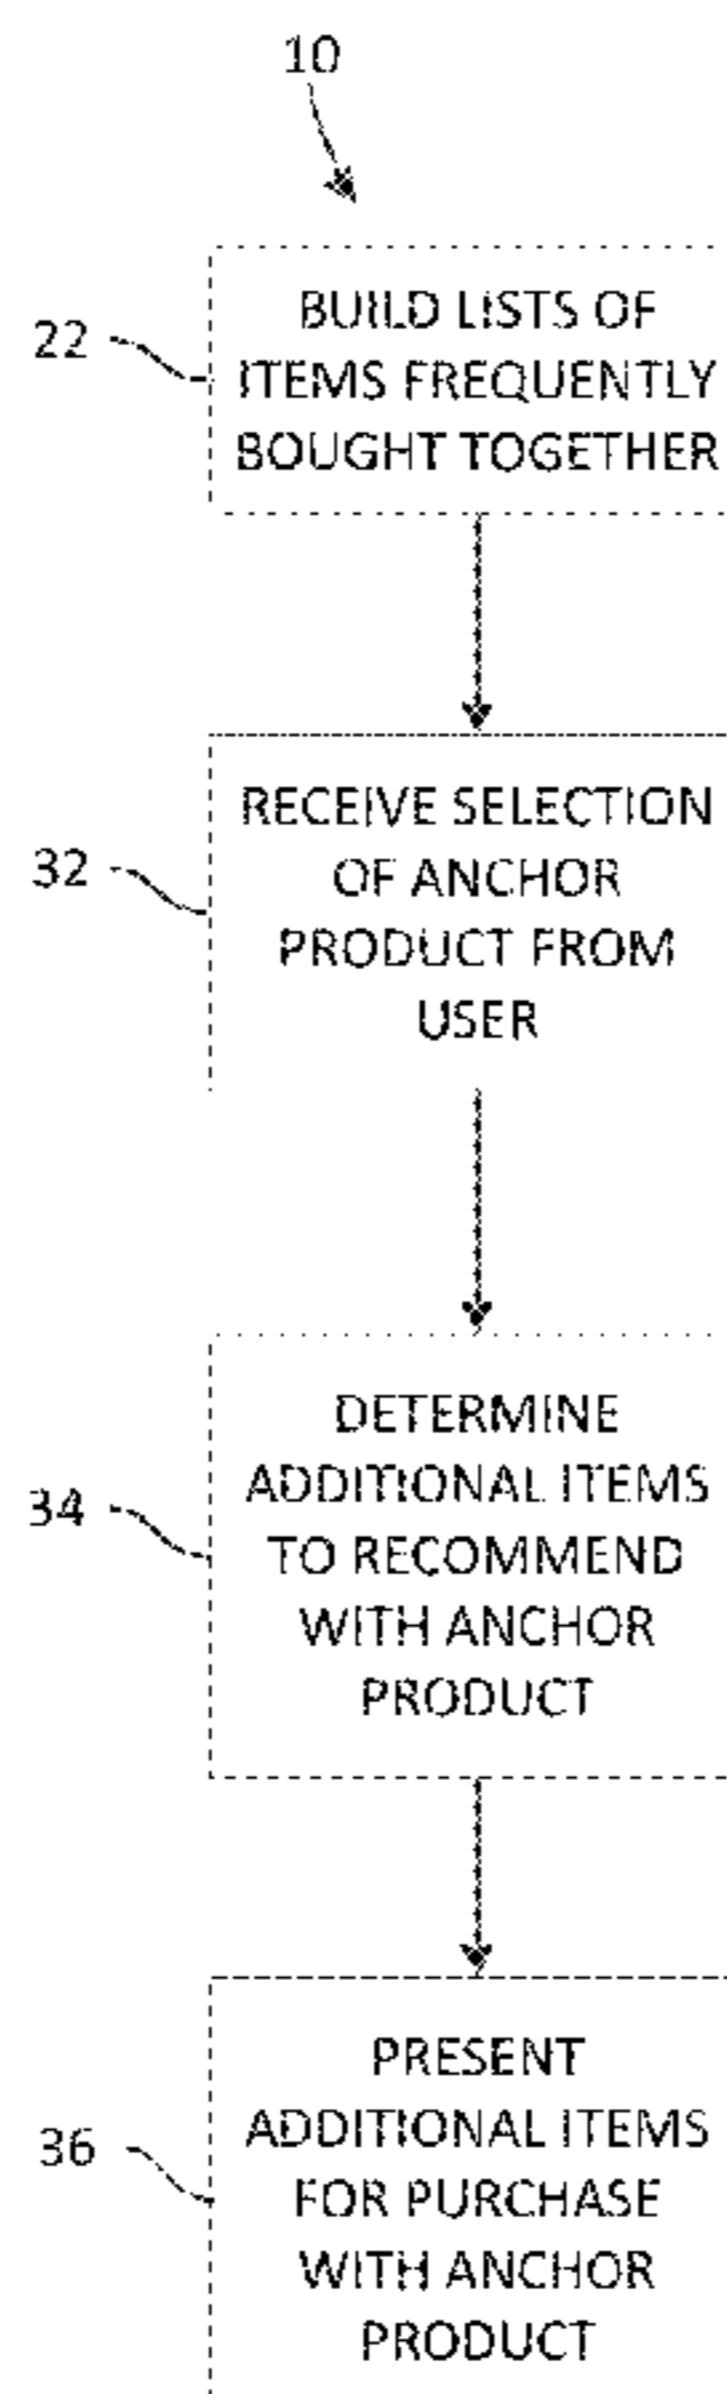 10
22
BUILD LISTS OF
ITEMS FREQUENTLY
BOUGHT TOGETHER
32
RECEIVE SELECTION
OF ANCHOR
PRODUCT FROM
USER
34
DETERMINE
ADDITIONAL ITEMS
TO RECOMMEND
WITH ANCHOR
PRODUCT
36
PRESENT
ADDITIONAL ITEMS
FOR PURCHASE
WITH ANCHOR
PRODUCT